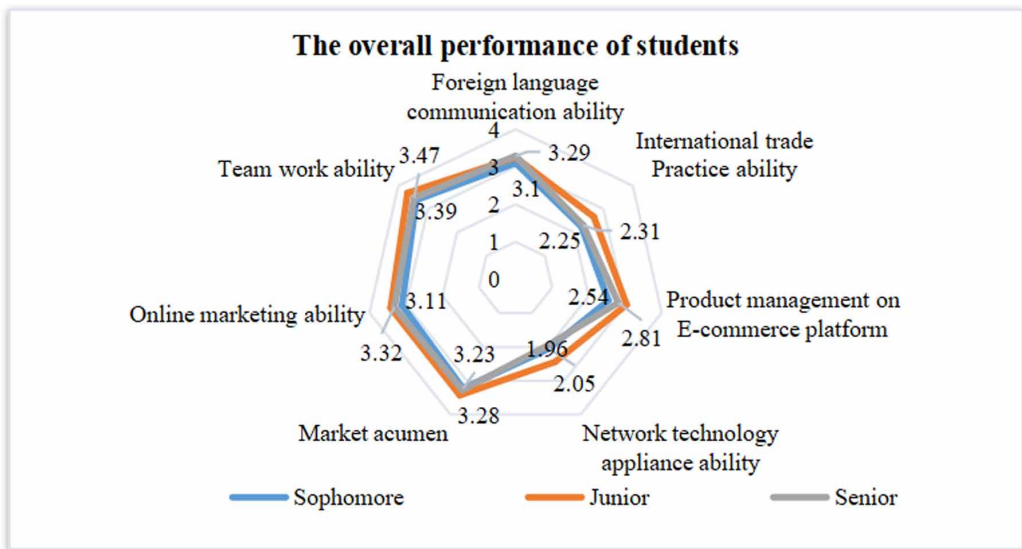 The overall performance of students
Foreign language
communication ability
International trade
Practice ability
Product management on
E-commerce platform
Network technology
appliance ability
Market acumen
Online marketing ability
Team work ability
4
3
2
1
0
3.29
3.1
2.31
2.25
2.54
2.81
1.96
2.05
3.23
3.28
3.11
3.32
3.47
3.39
Sophomore
Junior
Senior